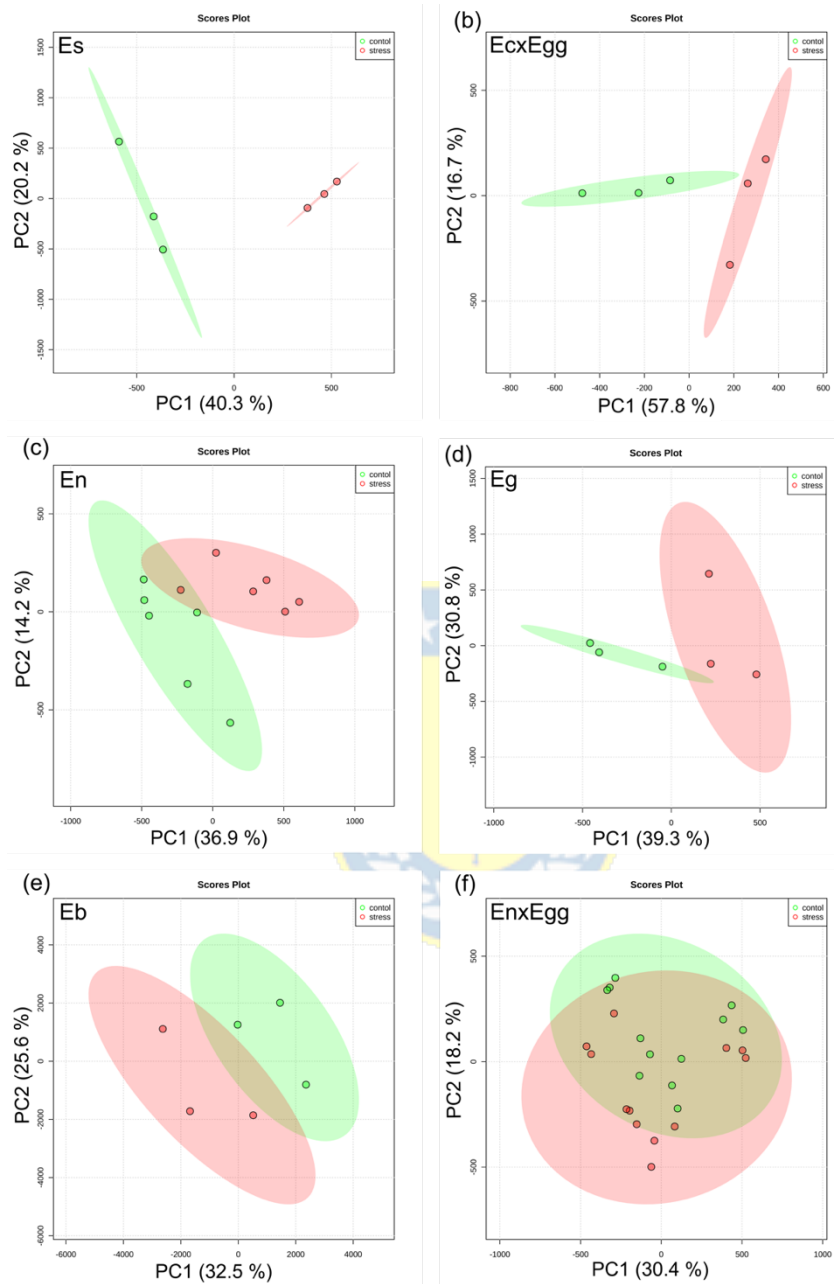 Scores Plot
Es
contol
stress
1500
1000
500
0
-500
-1000
-1500
PC2 (20.2 %)
-500
0
500
PC1 (40.3 %)
(b)
Scores Plot
EcxEgg
contol
stress
500
0
-500
PC2 (16.7 %)
-800
-600
-400
-200
0
200
400
600
PC1 (57.8 %)
(c)
Scores Plot
En
contol
stress
500
0
-500
PC2 (14.2 %)
-1000
-500
0
500
1000
PC1 (36.9 %)
(d)
Scores Plot
Eg
contol
stress
1500
1000
500
0
-500
-1000
PC2 (30.8 %)
-1000
-500
0
500
PC1 (39.3 %)
(e)
Scores Plot
Eb
contol
stress
4000
2000
0
-2000
-4000
-6000
PC2 (25.6 %)
-6000
-4000
-2000
0
2000
4000
PC1 (32.5 %)
(f)
Scores Plot
EnxEgg
contol
stress
500
0
-500
PC2 (18.2 %)
-1000
-500
0
500
1000
PC1 (30.4 %)